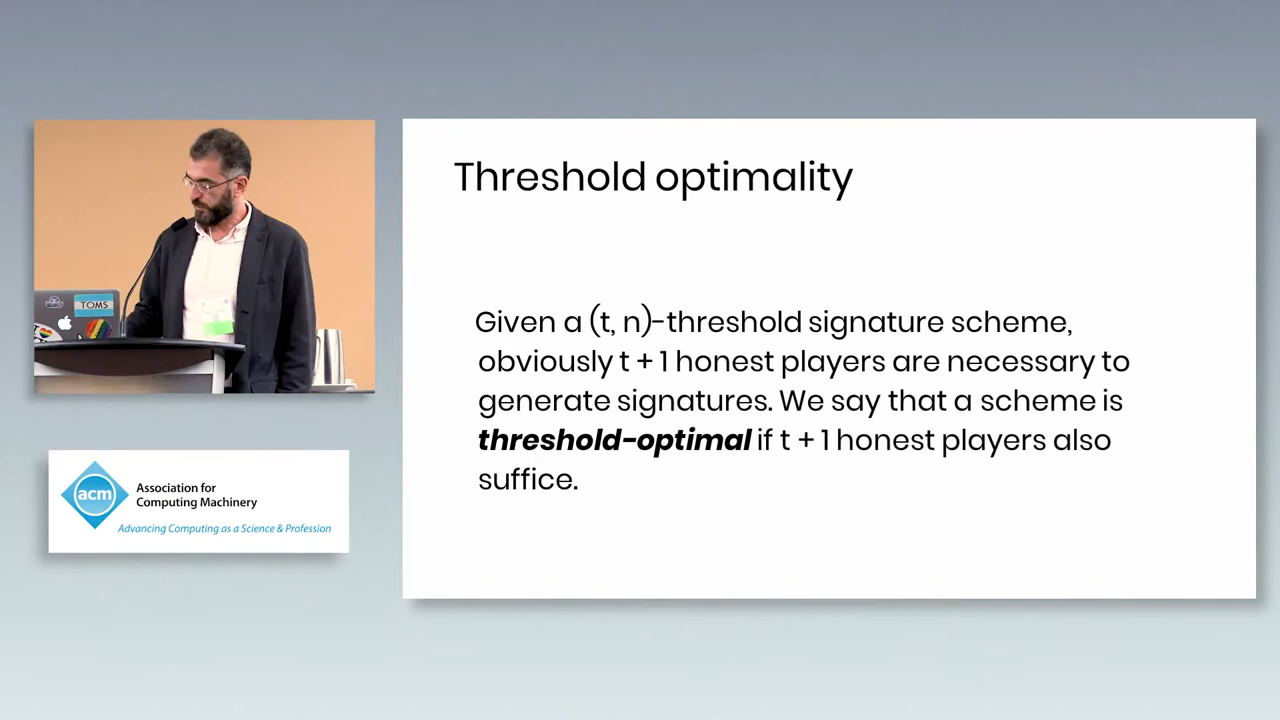 Threshold optimality
Given a (t, n)-threshold signature scheme,
obviously t + 1 honest players are necessary to
generate signatures. We say that a scheme is
threshold-optimal if t + 1 honest players also
suffice.
TOMS
acm
Association for
Computing Machinery
Advancing Computing as a Science & Profession